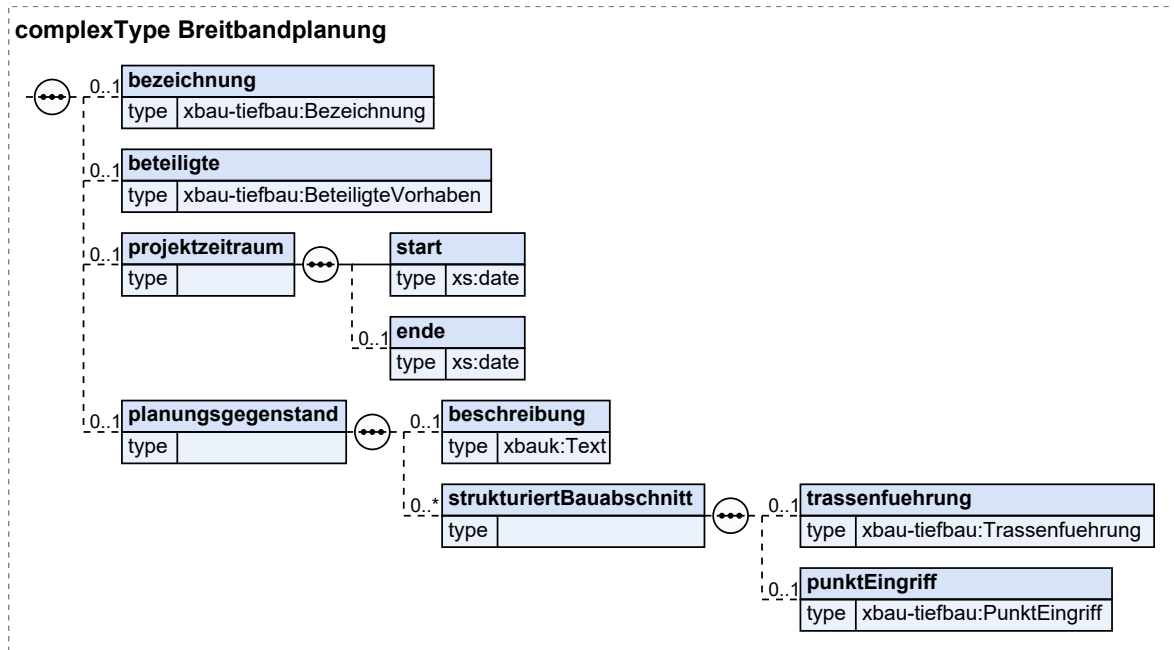 complexType Breitbandplanung
0..1 bezeichnung
type xbau-tiefbau:Bezeichnung
0..1 beteiligte
type xbau-tiefbau:BeteiligteVorhaben
0..1 projektzeitraum start
type type xs:date
0..1 ende
type xs:date
0..1 planungsgegenstand 0..1 beschreibung
type type xbauk:Text
0..* strukturiertBauabschnitt 0..1 trassenfuehrung
type type xbau-tiefbau:Trassenfuehrung
0..1 punktEingriff
type xbau-tiefbau:PunktEingriff